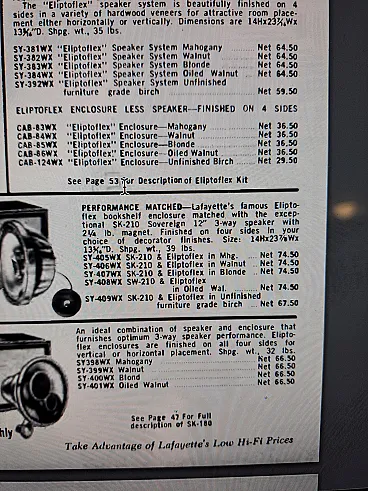 The "Eliptoflex" speaker system is beautifully finished on 4
sides in a variety of hardwood veneers for attractive room place-
ment either horizontally or vertically. Dimensions are 14Hx23⅞Wx
13⅝"D. Shpg. wt., 35 lbs.
SY-381WX "Eliptoflex" Speaker System Mahogany Net 64.50
SY-382WX "Eliptoflex" Speaker System Walnut Net 64.50
SY-383WX "Eliptoflex" Speaker System Blonde Net 64.50
SY-384WX "Eliptoflex" Speaker System Oiled Walnut Net 64.50
SY-392WX "Eliptoflex" Speaker System Unfinished
furniture grade birch Net 59.50
ELIPTOFLEX ENCLOSURE LESS SPEAKER—FINISHED ON 4 SIDES
CAB-83WX "Eliptoflex" Enclosure—Mahogany Net 36.50
CAB-84WX "Eliptoflex" Enclosure—Walnut Net 36.50
CAB-85WX "Eliptoflex" Enclosure—Blonde Net 36.50
CAB-86WX "Eliptoflex" Enclosure—Oiled Walnut Net 36.50
CAB-124WX "Eliptoflex" Enclosure—Unfinished Birch Net 29.50
See Page 53 for Description of Eliptoflex Kit
PERFORMANCE MATCHED—Lafayette's famous Elipto-
flex bookshelf enclosure matched with the excep-
tional SK-210 Sovereign 12" 3-way speaker with
2¼ lb. magnet. Finished on four sides in your
choice of decorator finishes. Size: 14Hx23⅞Wx
13⅝"D. Shpg. wt., 39 lbs.
SY-405WX SK-210 & Eliptoflex in Mhg. Net 74.50
SY-406WX SK-210 & Eliptoflex in Walnut Net 74.50
SY-407WX SK-210 & Eliptoflex in Blonde Net 74.50
SY-408WX SW-210 & Eliptoflex
in Oiled Wal. Net 74.50
SY-409WX SK-210 & Eliptoflex in Unfinished
furniture grade birch Net 67.50
An ideal combination of speaker and enclosure that
furnishes optimum 3-way speaker performance. Elipto-
flex enclosures are finished on all four sides for
vertical or horizontal placement. Shpg. wt., 32 lbs.
SY398WX Mahogany Net 66.50
SY-399WX Walnut Net 66.50
SY-400WX Blond Net 66.50
SY-401WX Oiled Walnut Net 66.50
See Page 47 For Full
description of SK-180
Take Advantage of Lafayette's Low Hi-Fi Prices